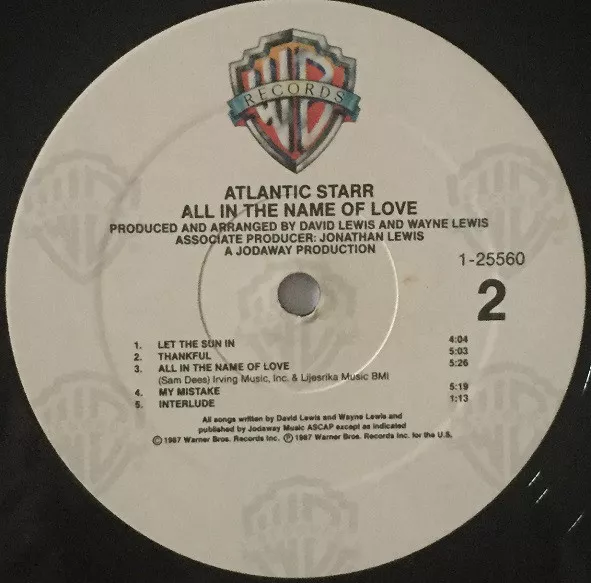 WB
RECORDS
ATLANTIC STARR
ALL IN THE NAME OF LOVE
PRODUCED AND ARRANGED BY DAVID LEWIS AND WAYNE LEWIS
ASSOCIATE PRODUCER: JONATHAN LEWIS
A JODAWAY PRODUCTION
1-25560
2
1. LET THE SUN IN 4:04
2. THANKFUL 5:03
3. ALL IN THE NAME OF LOVE 5:26
(Sam Dees) Irving Music, Inc. & Lijesrika Music BMI
4. MY MISTAKE 5:19
5. INTERLUDE 1:13
All songs written by David Lewis and Wayne Lewis and
published by Jodaway Music ASCAP except as indicated
© 1987 Warner Bros. Records Inc. ℗ 1987 Warner Bros. Records Inc. for the U.S.